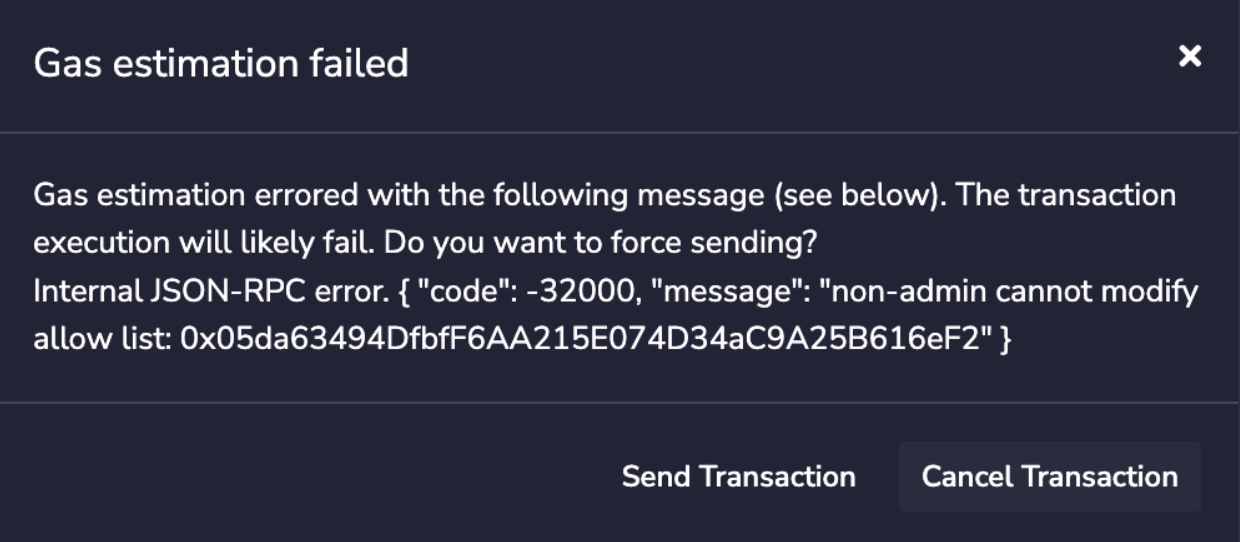 Gas estimation failed
Gas estimation errored with the following message (see below). The transaction
execution will likely fail. Do you want to force sending?
Internal JSON-RPC error. { "code": -32000, "message": "non-admin cannot modify
allow list: 0x05da63494DfbfF6AA215E074D34aC9A25B616eF2" }
Send Transaction
Cancel Transaction